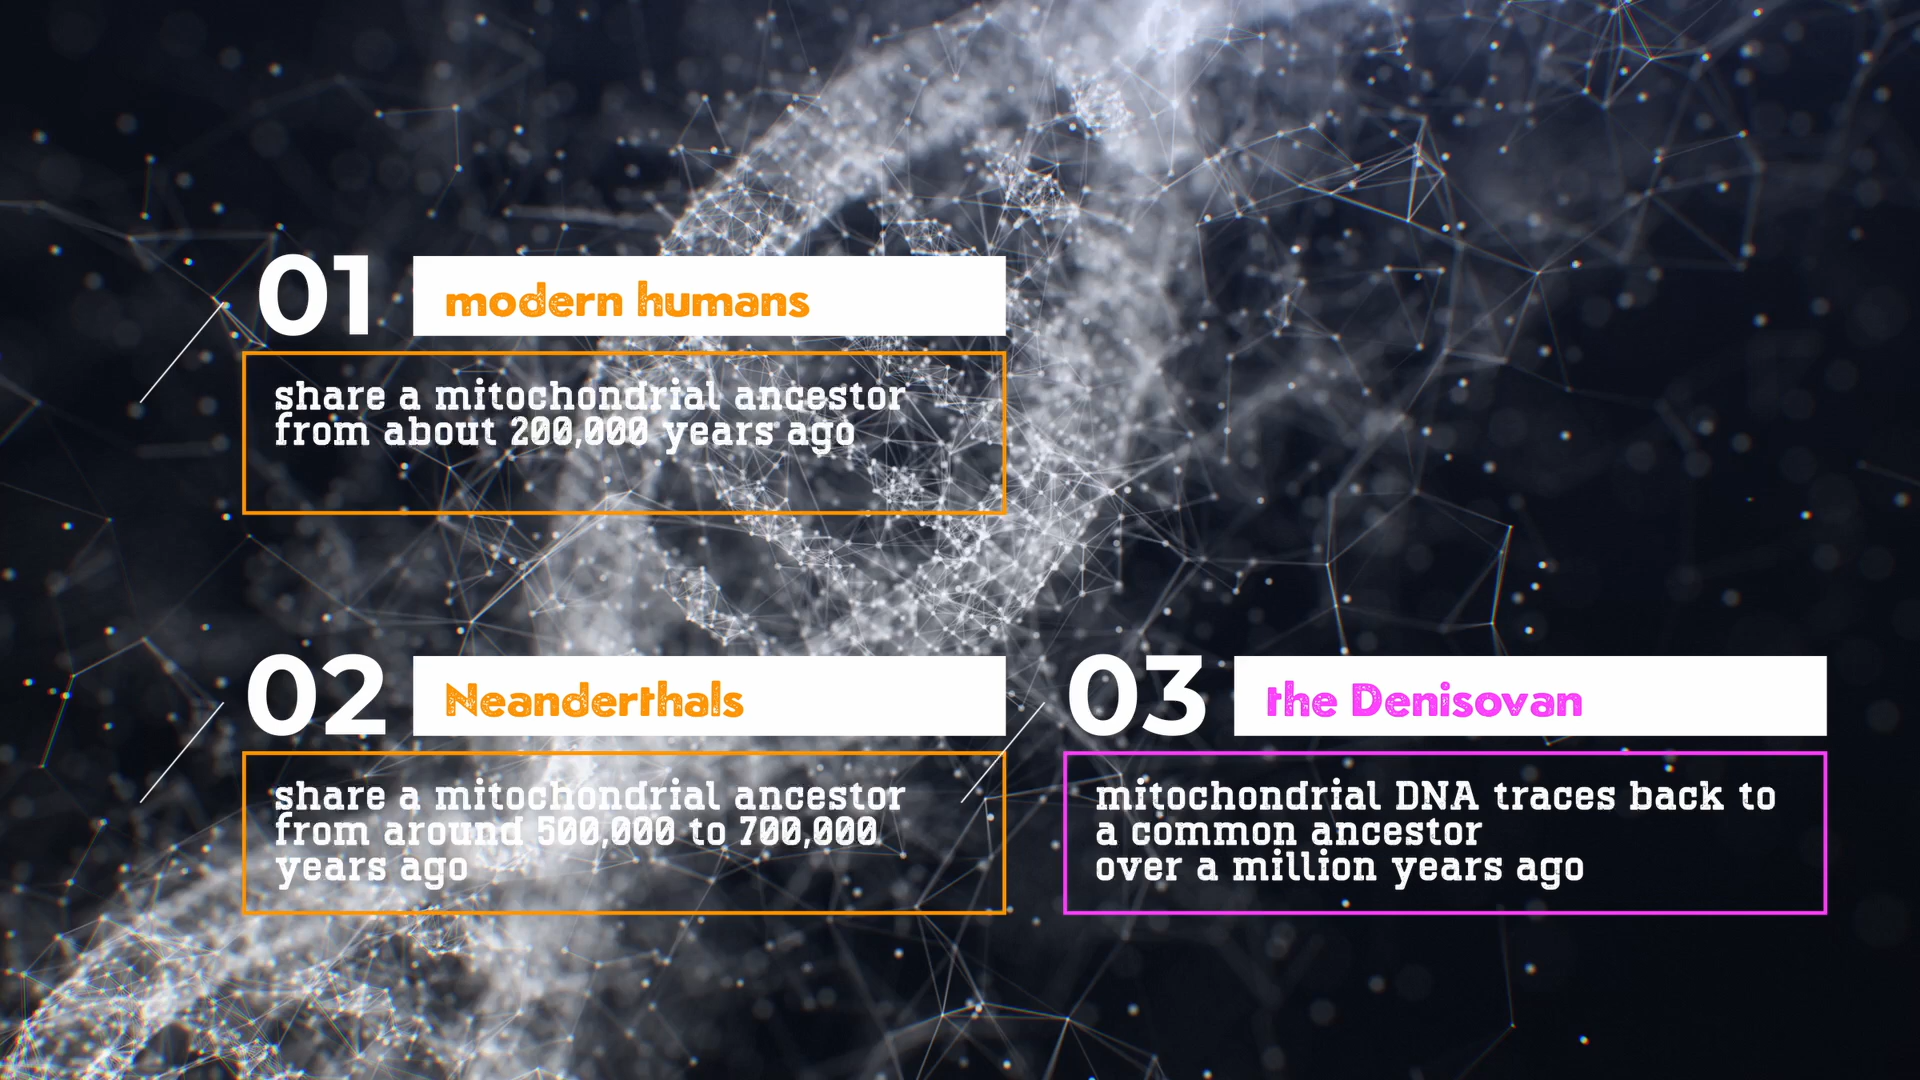 01 modern humans
share a mitochondrial ancestor
from about 200,000 years ago
02 Neanderthals
share a mitochondrial ancestor
from around 500,000 to 700,000
years ago
03 the Denisovan
mitochondrial DNA traces back to
a common ancestor
over a million years ago